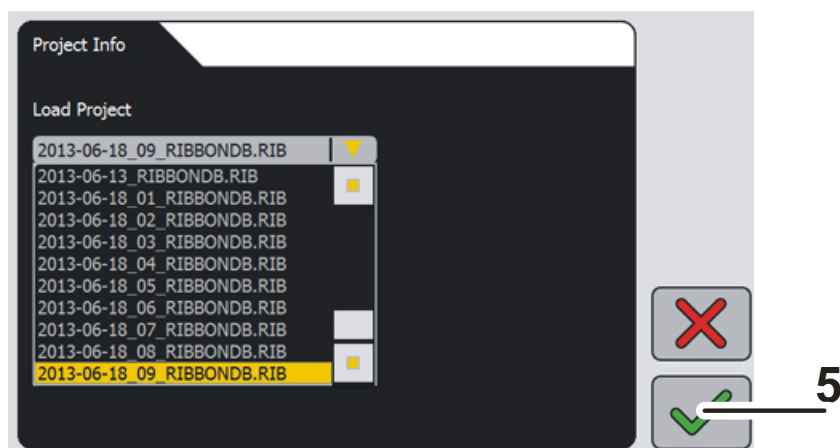 Project Info
Load Project
2013-06-18_09_RIBBONDB.RIB
2013-06-13_RIBBONDB.RIB
2013-06-18_01_RIBBONDB.RIB
2013-06-18_02_RIBBONDB.RIB
2013-06-18_03_RIBBONDB.RIB
2013-06-18_04_RIBBONDB.RIB
2013-06-18_05_RIBBONDB.RIB
2013-06-18_06_RIBBONDB.RIB
2013-06-18_07_RIBBONDB.RIB
2013-06-18_08_RIBBONDB.RIB
2013-06-18_09_RIBBONDB.RIB
5